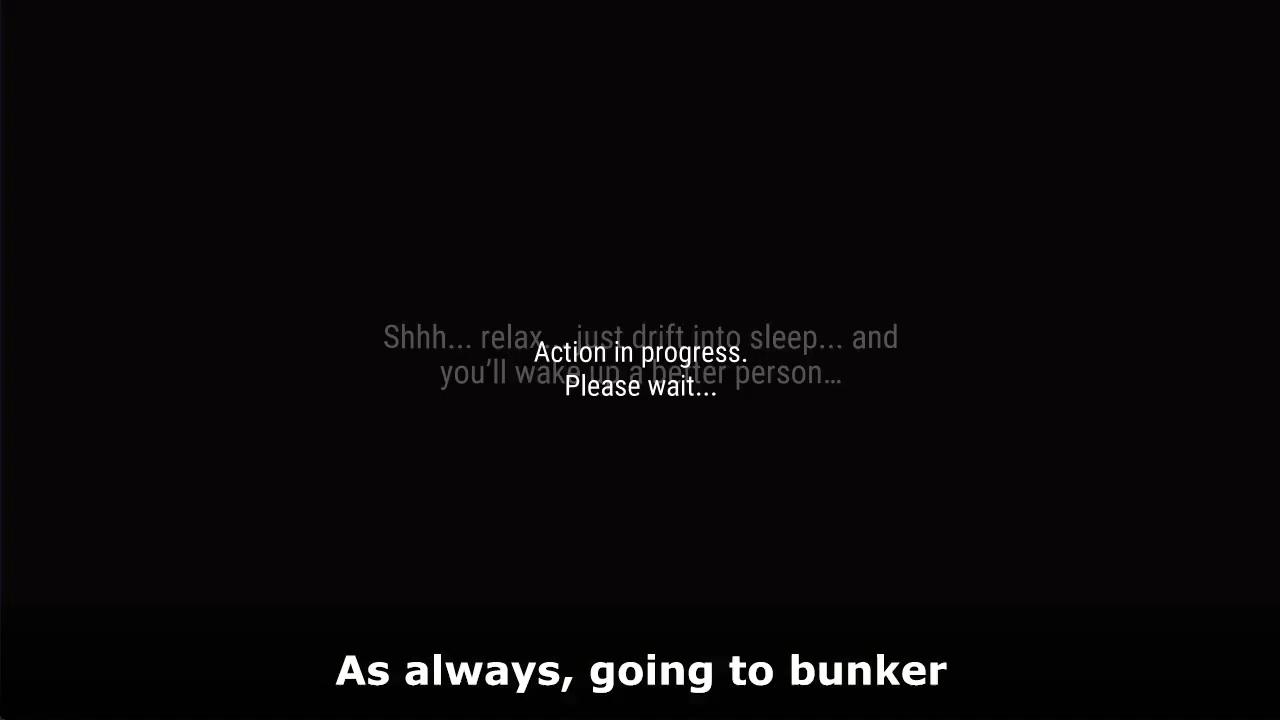 Shhh... relax... just drift into sleep... and
Action in progress.
you'll wake up a better person...
Please wait...
As always, going to bunker